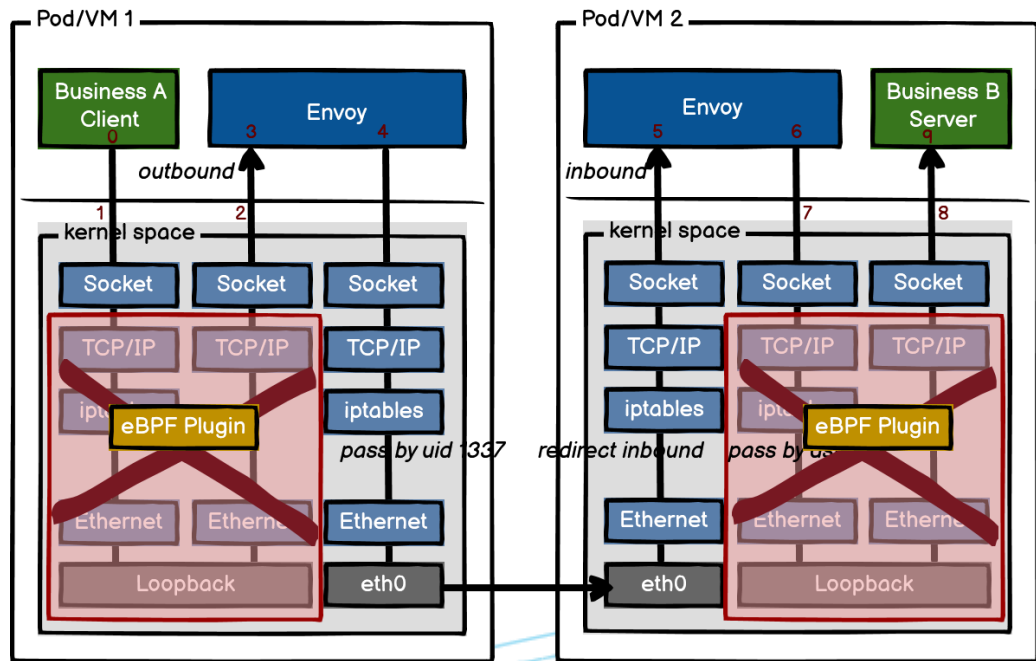 Pod/VM 1
Pod/VM 2
Business A
Client
0
Envoy
3
4
Envoy
5
6
Business B
Server
9
outbound
inbound
1
2
7
8
kernel space
kernel space
Socket
Socket
Socket
Socket
Socket
Socket
TCP/IP
TCP/IP
TCP/IP
TCP/IP
TCP/IP
TCP/IP
iptables
iptables
eBPF Plugin
eBPF Plugin
pass by uid 1337
redirect inbound
pass by
Ethernet
Ethernet
Ethernet
Ethernet
Ethernet
Ethernet
Loopback
eth0
eth0
Loopback